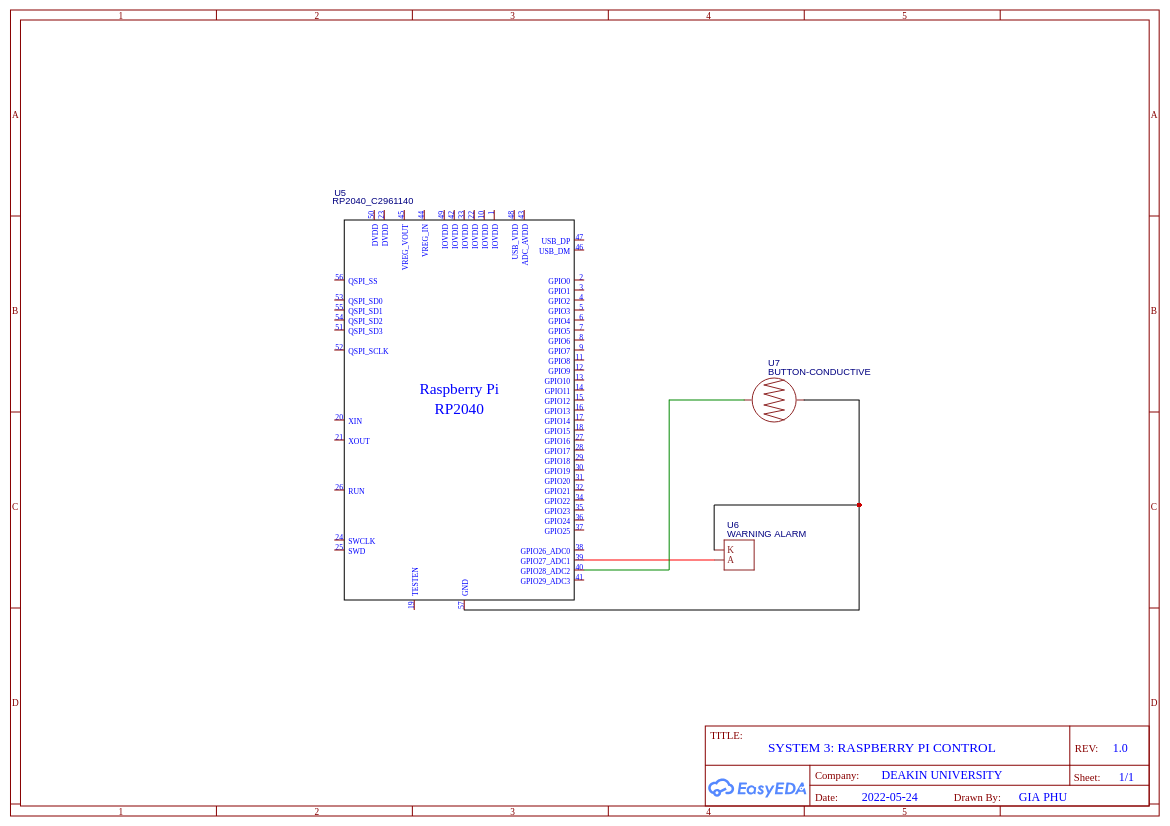 1 2 3 4 5
A A
B B
C C
D D
U5
RP2040_C2961140
50 23 45 44 49 42 33 22 10 1 48 43
DVDD DVDD VREG_VOUT VREG_IN IOVDD IOVDD IOVDD IOVDD IOVDD IOVDD USB_VDD ADC_AVDD
USB_DP 47
USB_DM 46
56 QSPI_SS
53 QSPI_SD0
55 QSPI_SD1
54 QSPI_SD2
51 QSPI_SD3
52 QSPI_SCLK
20 XIN
21 XOUT
26 RUN
24 SWCLK
25 SWD
Raspberry Pi
RP2040
GPIO0 2
GPIO1 3
GPIO2 4
GPIO3 5
GPIO4 6
GPIO5 7
GPIO6 8
GPIO7 9
GPIO8 11
GPIO9 12
GPIO10 13
GPIO11 14
GPIO12 15
GPIO13 16
GPIO14 17
GPIO15 18
GPIO16 27
GPIO17 28
GPIO18 29
GPIO19 30
GPIO20 31
GPIO21 32
GPIO22 34
GPIO23 35
GPIO24 36
GPIO25 37
GPIO26_ADC0 38
GPIO27_ADC1 39
GPIO28_ADC2 40
GPIO29_ADC3 41
TESTEN GND
19 57
U7
BUTTON-CONDUCTIVE
U6
WARNING ALARM
K
A
TITLE:
SYSTEM 3: RASPBERRY PI CONTROL
REV: 1.0
EasyEDA
Company: DEAKIN UNIVERSITY
Sheet: 1/1
Date: 2022-05-24 Drawn By: GIA PHU
1 2 3 4 5